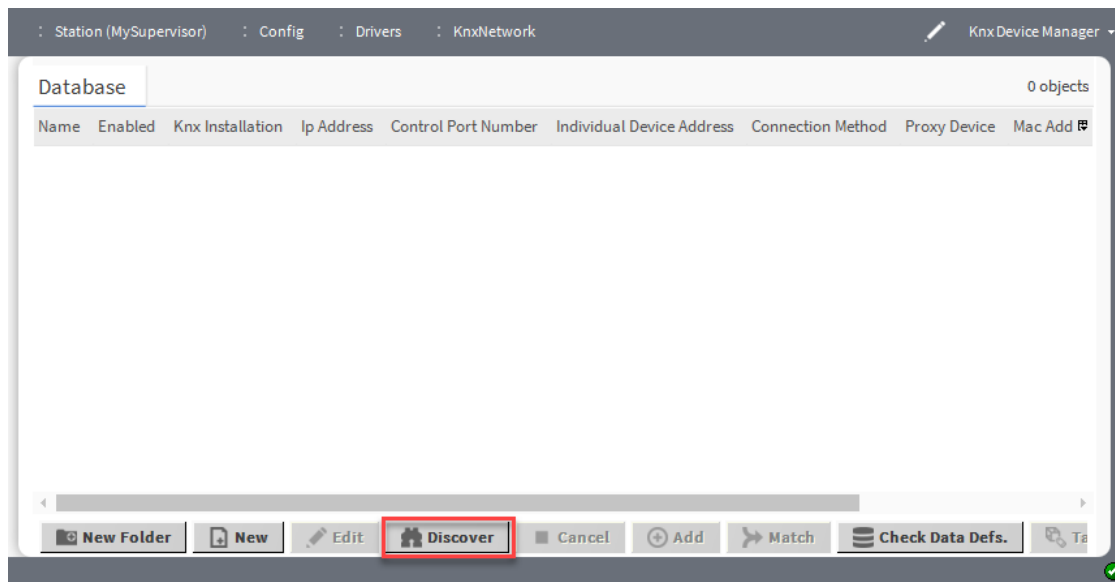 : Station (MySupervisor) : Config : Drivers : KnxNetwork Knx Device Manager
Database 0 objects
Name Enabled Knx Installation Ip Address Control Port Number Individual Device Address Connection Method Proxy Device Mac Add
New Folder New Edit Discover Cancel Add Match Check Data Defs. Ta